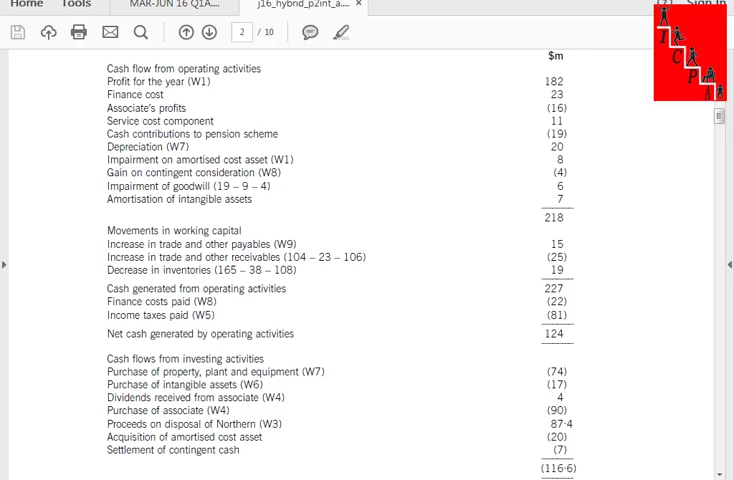 Home Tools MAR-JUN 16 Q1A.... j16_hybrid_p2int_a.... × Sign In
2 / 10
I
C
P
A
$m
Cash flow from operating activities
Profit for the year (W1) 182
Finance cost 23
Associate's profits (16)
Service cost component 11
Cash contributions to pension scheme (19)
Depreciation (W7) 20
Impairment on amortised cost asset (W1) 8
Gain on contingent consideration (W8) (4)
Impairment of goodwill (19 – 9 – 4) 6
Amortisation of intangible assets 7
218
Movements in working capital
Increase in trade and other payables (W9) 15
Increase in trade and other receivables (104 – 23 – 106) (25)
Decrease in inventories (165 – 38 – 108) 19
Cash generated from operating activities 227
Finance costs paid (W8) (22)
Income taxes paid (W5) (81)
Net cash generated by operating activities 124
Cash flows from investing activities
Purchase of property, plant and equipment (W7) (74)
Purchase of intangible assets (W6) (17)
Dividends received from associate (W4) 4
Purchase of associate (W4) (90)
Proceeds on disposal of Northern (W3) 87·4
Acquisition of amortised cost asset (20)
Settlement of contingent cash (7)
(116·6)